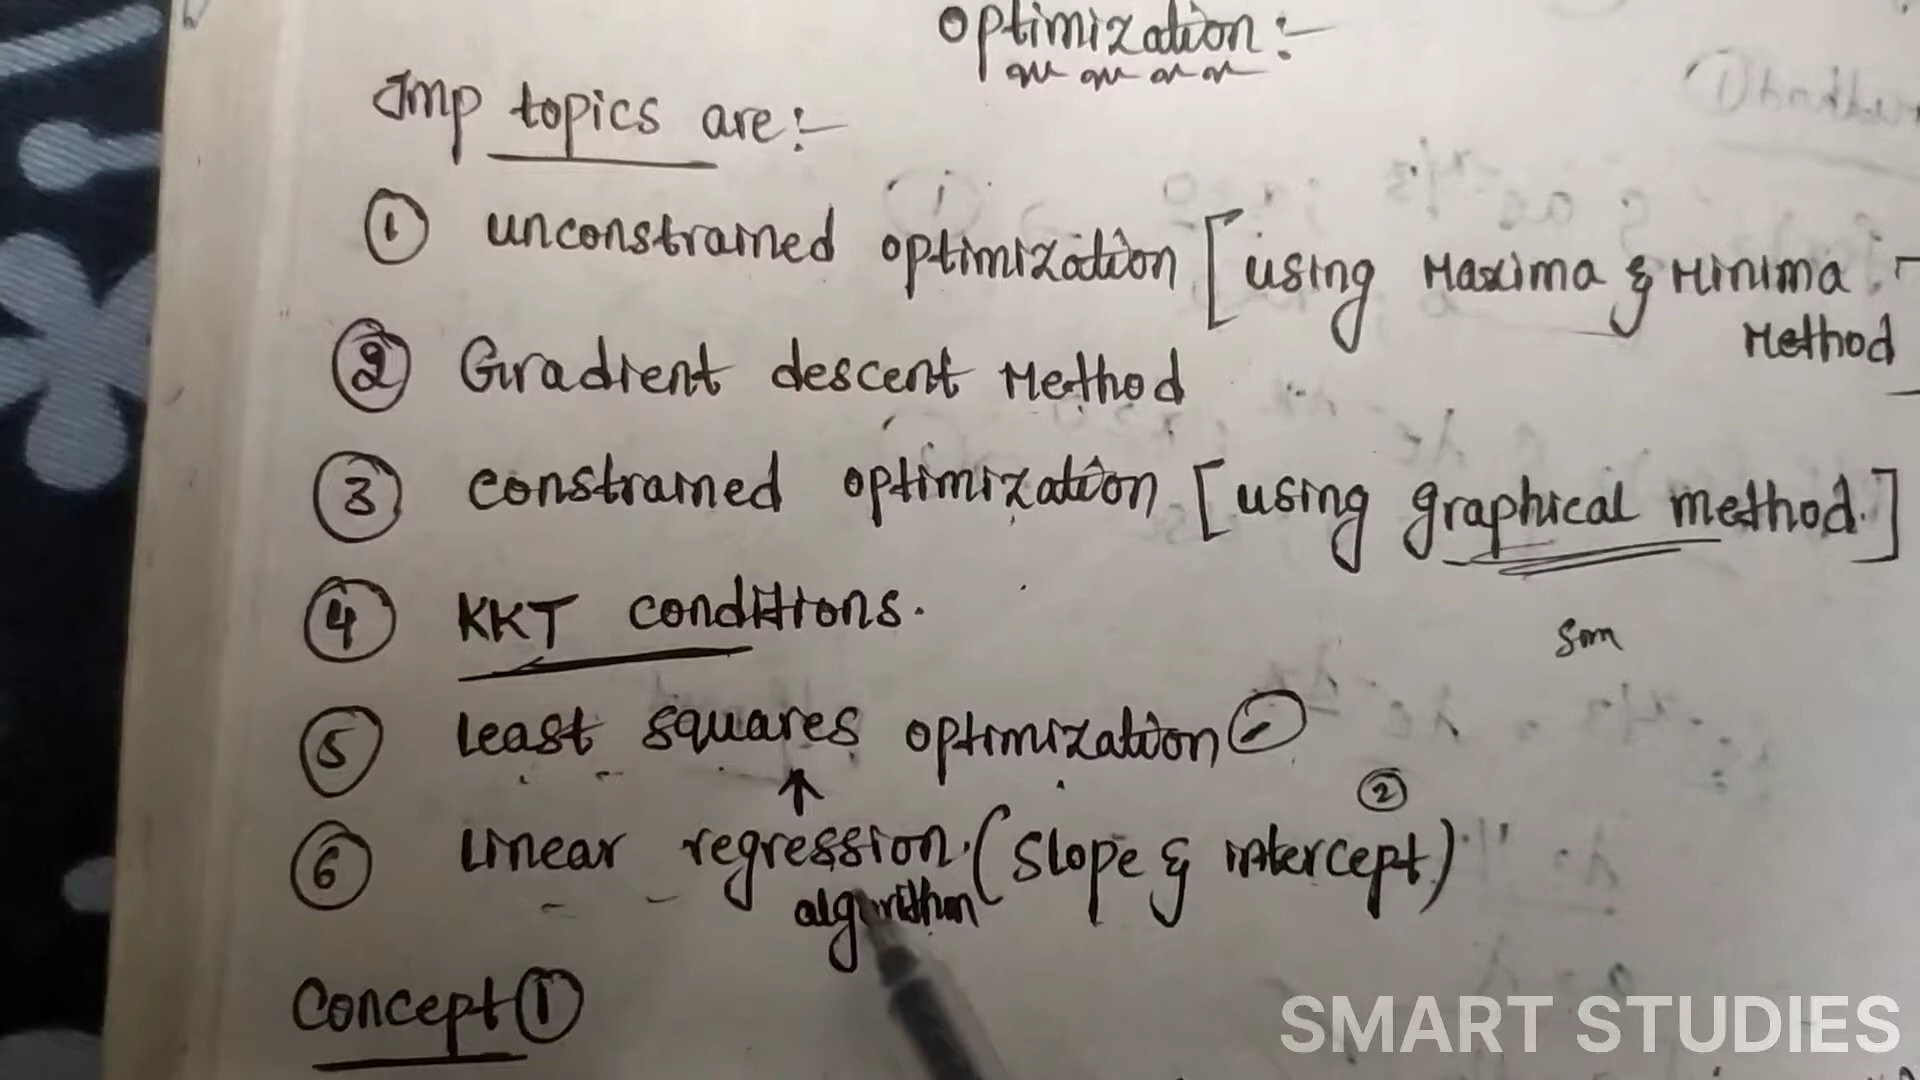 Optimization:-
Imp topics are:-
① unconstrained optimization [using Maxima & Minima Method]
② Gradient descent Method
③ constrained optimization [using graphical method.]
④ KKT conditions.
⑤ Least squares optimization
② 
⑥ Linear regression. (Slope & intercept)
algorithm
Concept ①
SMART STUDIES